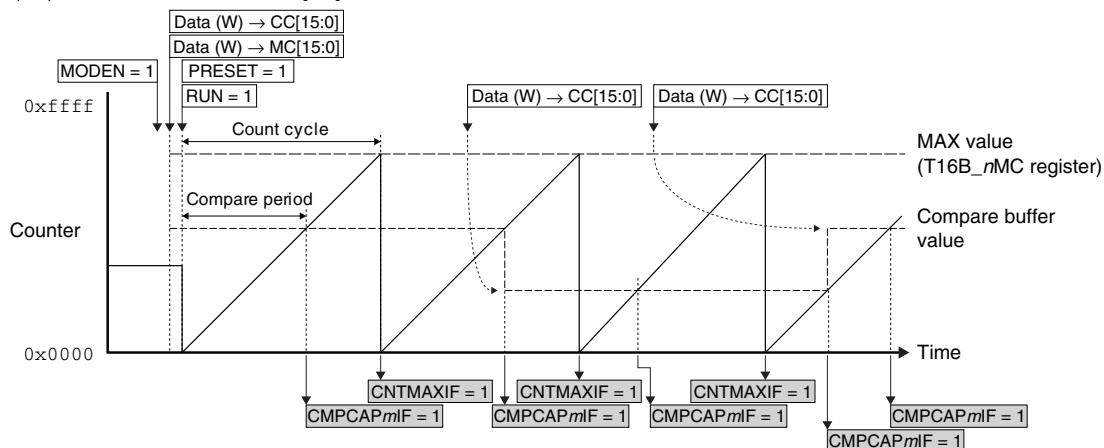 Data (W) → CC[15:0]
Data (W) → MC[15:0]
MODEN = 1
PRESET = 1
RUN = 1
Data (W) → CC[15:0]
Data (W) → CC[15:0]
0xffff
Count cycle
MAX value
(T16B_nMC register)
Compare period
Counter
Compare buffer
value
0x0000
Time
CNTMAXIF = 1
CNTMAXIF = 1
CNTMAXIF = 1
CMPCAPmIF = 1
CMPCAPmIF = 1
CMPCAPmIF = 1
CMPCAPmIF = 1
CMPCAPmIF = 1